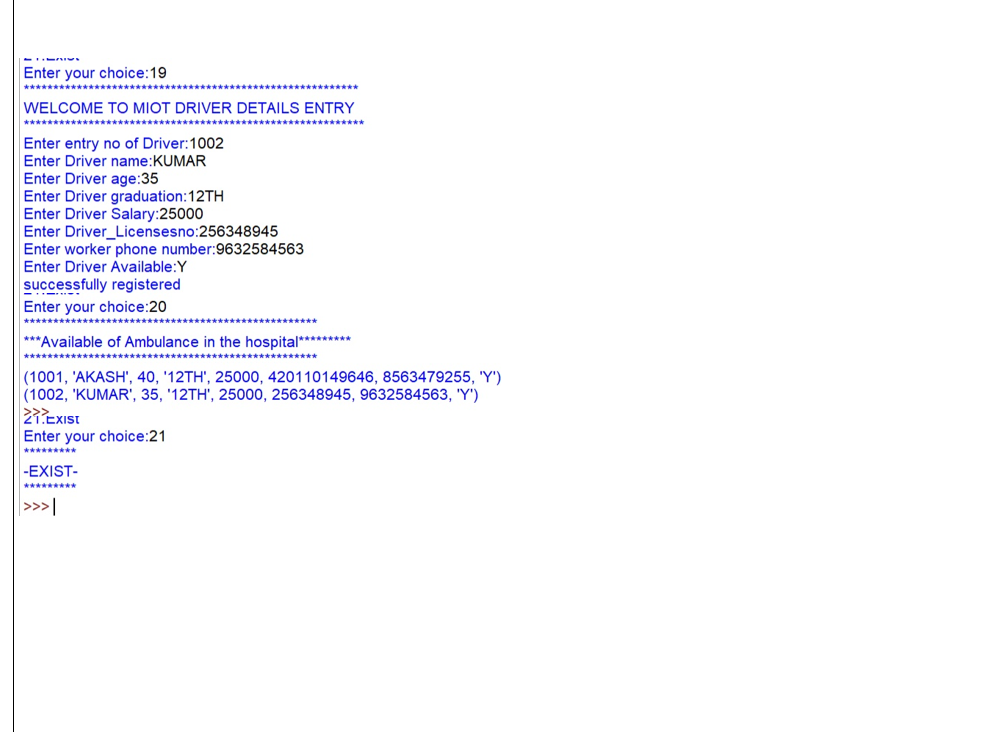 21.Exist
Enter your choice:19
*********************************************************
WELCOME TO MIOT DRIVER DETAILS ENTRY
**********************************************************
Enter entry no of Driver:1002
Enter Driver name:KUMAR
Enter Driver age:35
Enter Driver graduation:12TH
Enter Driver Salary:25000
Enter Driver_Licensesno:256348945
Enter worker phone number:9632584563
Enter Driver Available:Y
successfully registered
21.Exist
Enter your choice:20
**************************************************
***Available of Ambulance in the hospital*********
**************************************************
(1001, 'AKASH', 40, '12TH', 25000, 420110149646, 8563479255, 'Y')
(1002, 'KUMAR', 35, '12TH', 25000, 256348945, 9632584563, 'Y')
>>>
21.Exist
Enter your choice:21
*********
-EXIST-
*********
>>>